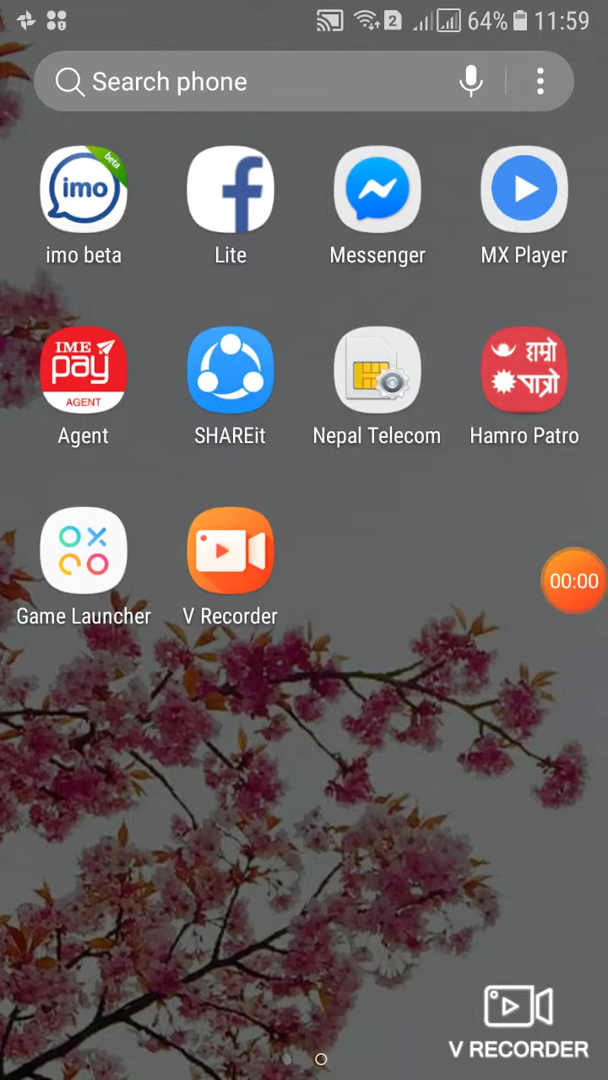 2 64% 11:59
Search phone
imo beta
imo beta Lite Messenger MX Player
IME pay AGENT हाम्रो पात्रो
Agent SHAREit Nepal Telecom Hamro Patro
00:00
Game Launcher V Recorder
V RECORDER